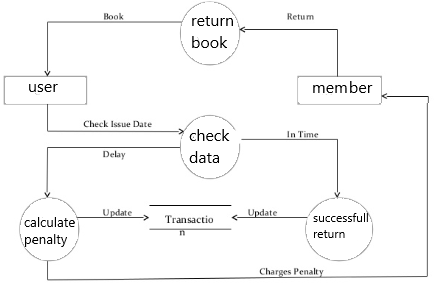 Book
return
book
Return
user
member
Check Issue Date
check
data
In Time
Delay
calculate
penalty
Update
Transactio
n
Update
successfull
return
Charges Penalty